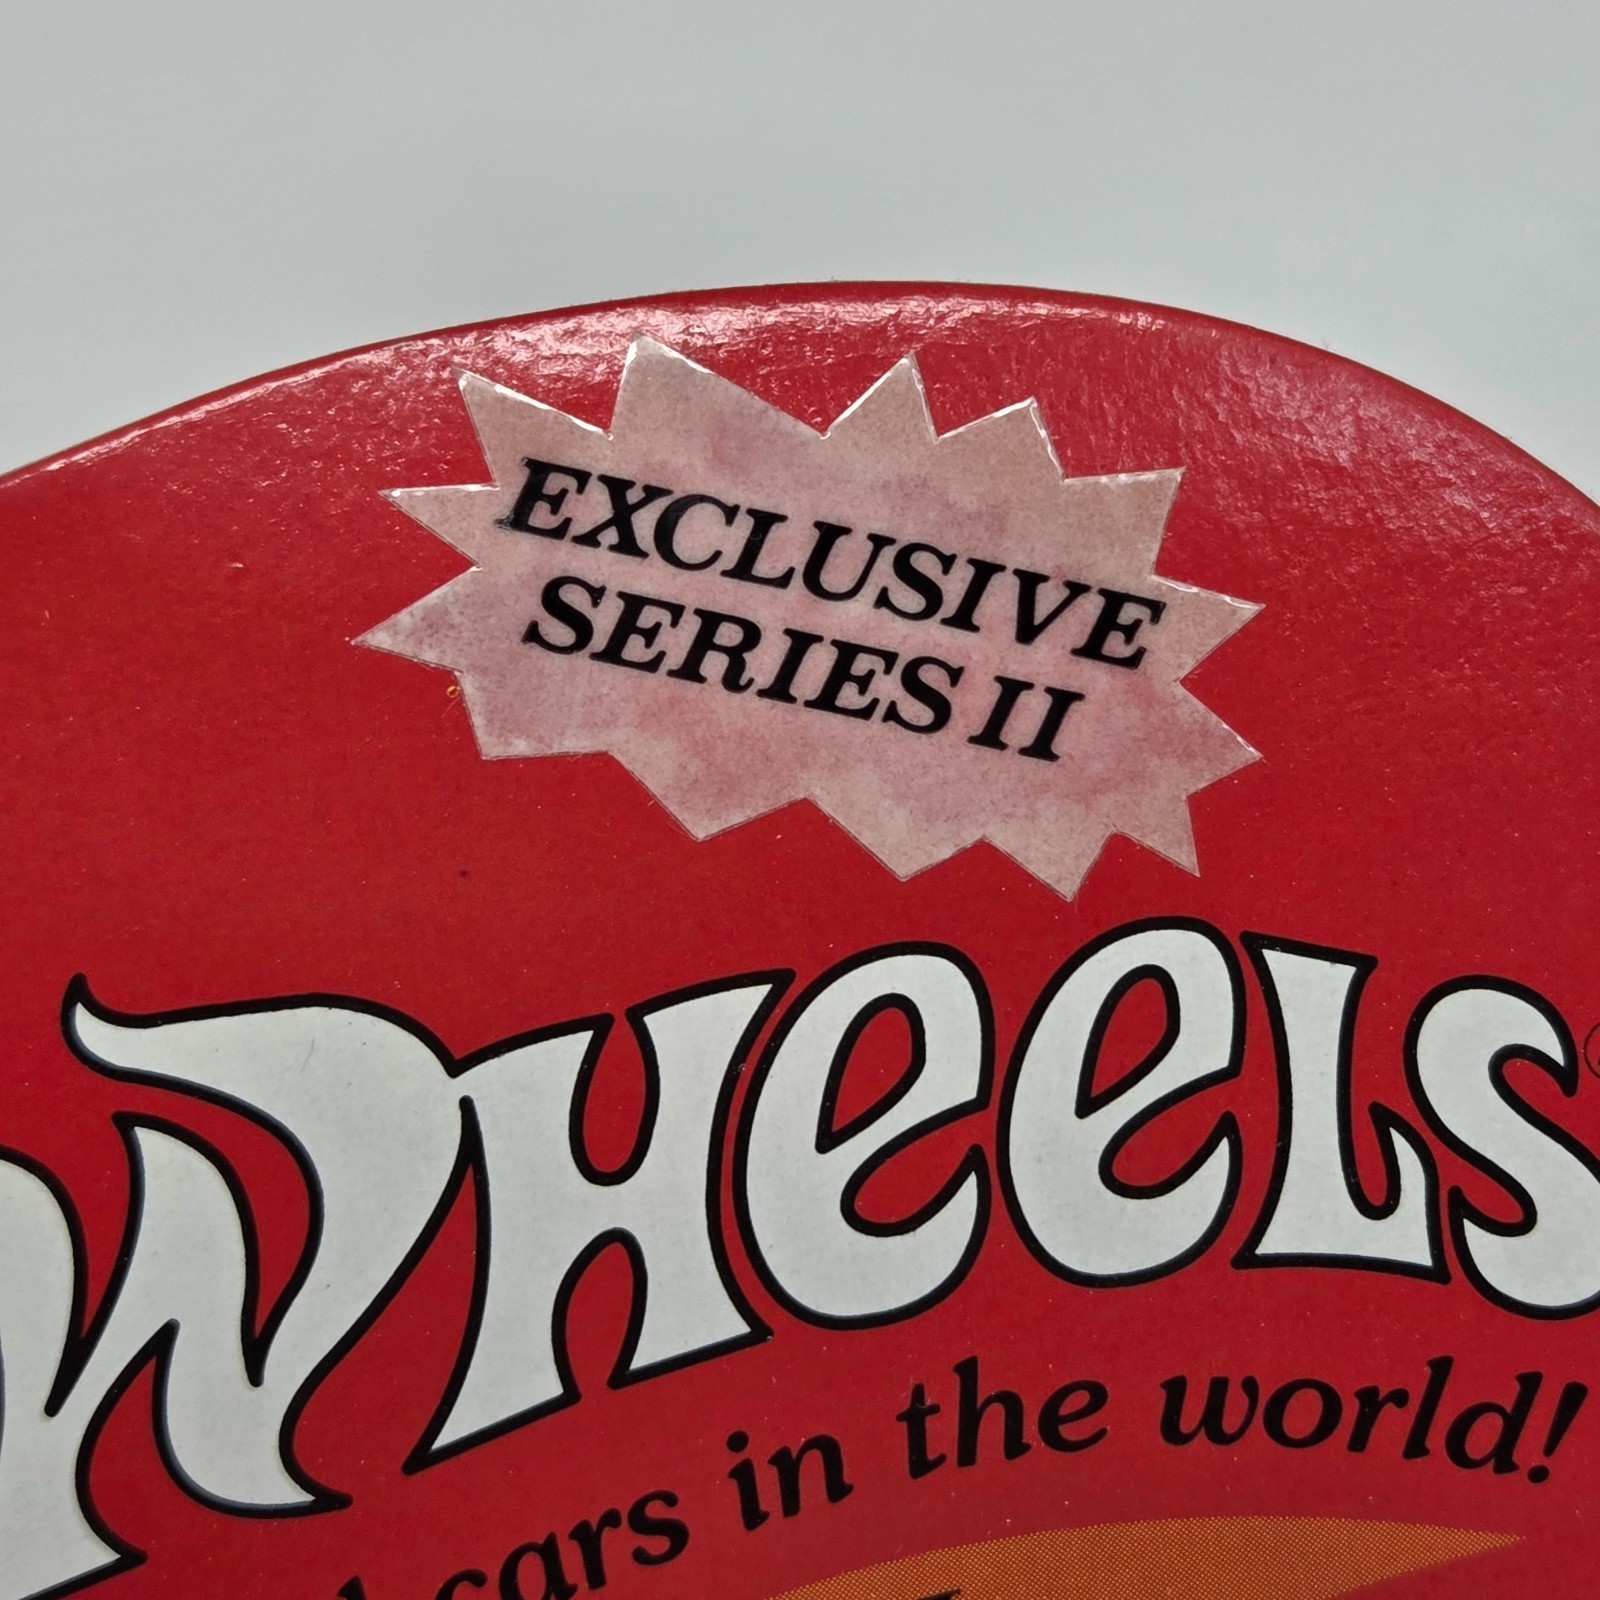 EXCLUSIVE
SERIES II
WHEELS
cars in the world!